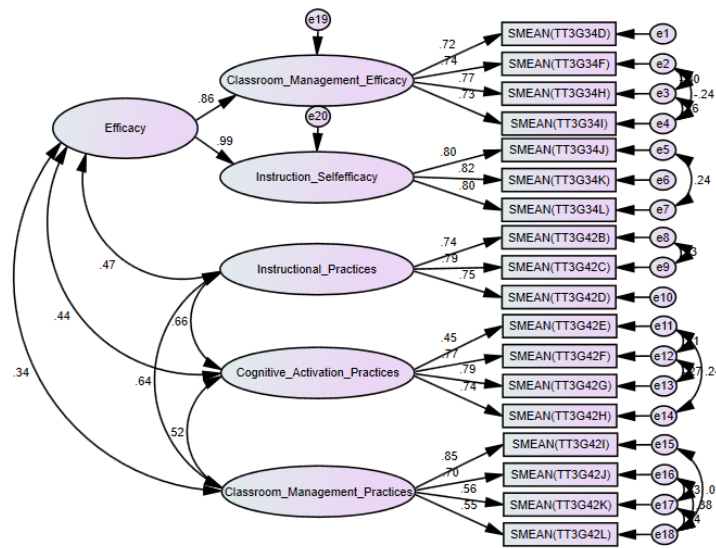 e19
SMEAN(TT3G34D)
e1
.72
.74
SMEAN(TT3G34F)
e2
Classroom_Management_Efficacy
.77
SMEAN(TT3G34H)
e3
-.24
.73
.86
SMEAN(TT3G34I)
e4
e20
Efficacy
.99
.80
SMEAN(TT3G34J)
e5
.82
Instruction_Selfefficacy
SMEAN(TT3G34K)
e6
.24
.80
SMEAN(TT3G34L)
e7
.74
SMEAN(TT3G42B)
e8
.47
Instructional_Practices
.79
SMEAN(TT3G42C)
e9
.75
SMEAN(TT3G42D)
e10
.44
.66
.45
SMEAN(TT3G42E)
e11
.77
SMEAN(TT3G42F)
e12
.34
.64
Cognitive_Activation_Practices
.79
SMEAN(TT3G42G)
e13
.74
SMEAN(TT3G42H)
e14
.52
.85
SMEAN(TT3G42I)
e15
.70
SMEAN(TT3G42J)
e16
Classroom_Management_Practices
.56
SMEAN(TT3G42K)
e17
.38
.55
SMEAN(TT3G42L)
e18